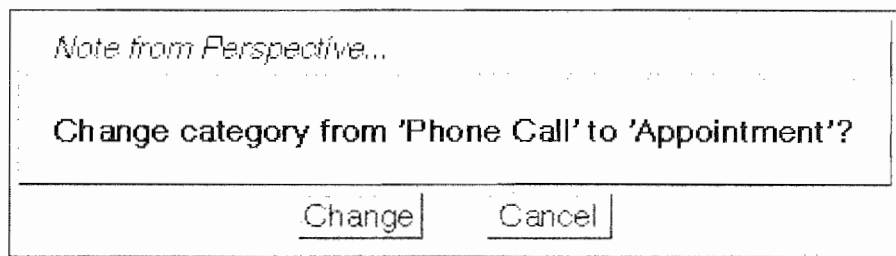 Note from Perspective...
Change category from 'Phone Call' to 'Appointment'?
Change Cancel